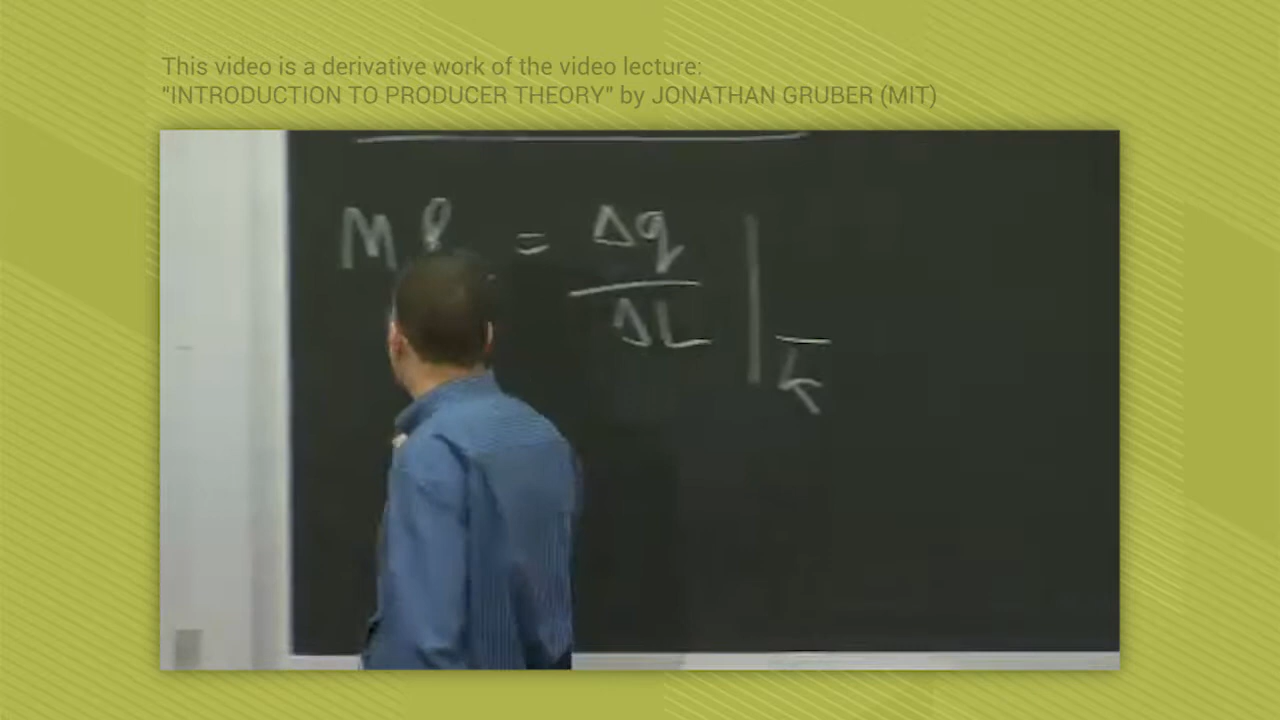 This video is a derivative work of the video lecture:
"INTRODUCTION TO PRODUCER THEORY" by JONATHAN GRUBER (MIT)
MP = Δq
ΔL
k̅